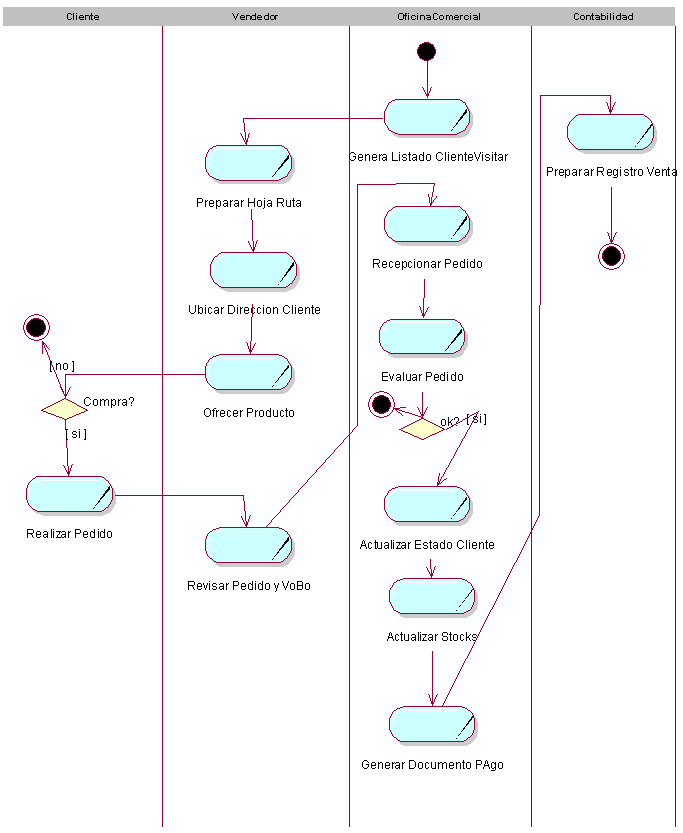 Cliente
Vendedor
OficinaComercial
Contabilidad
Genera Listado ClienteVisitar
Preparar Registro Venta
Preparar Hoja Ruta
Recepcionar Pedido
Ubicar Direccion Cliente
[ no ]
Evaluar Pedido
Compra?
Ofrecer Producto
ok?
[ si ]
[ si ]
Realizar Pedido
Actualizar Estado Cliente
Revisar Pedido y VoBo
Actualizar Stocks
Generar Documento PAgo